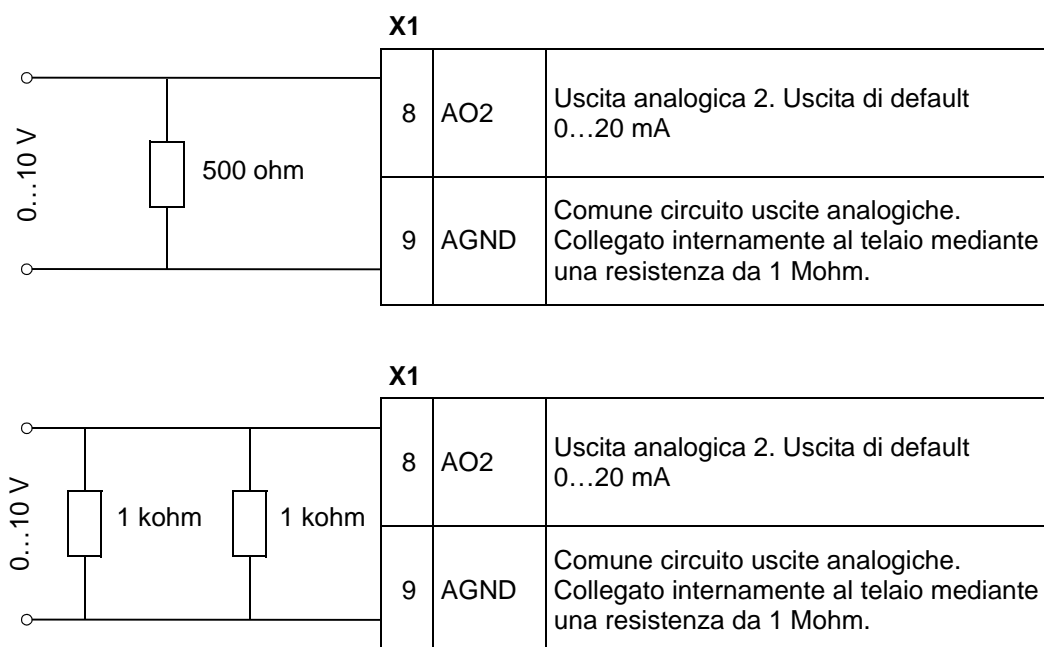 X1
0…10 V
500 ohm
8
AO2
Uscita analogica 2. Uscita di default
0…20 mA
9
AGND
Comune circuito uscite analogiche.
Collegato internamente al telaio mediante
una resistenza da 1 Mohm.
X1
0…10 V
1 kohm
1 kohm
8
AO2
Uscita analogica 2. Uscita di default
0…20 mA
9
AGND
Comune circuito uscite analogiche.
Collegato internamente al telaio mediante
una resistenza da 1 Mohm.